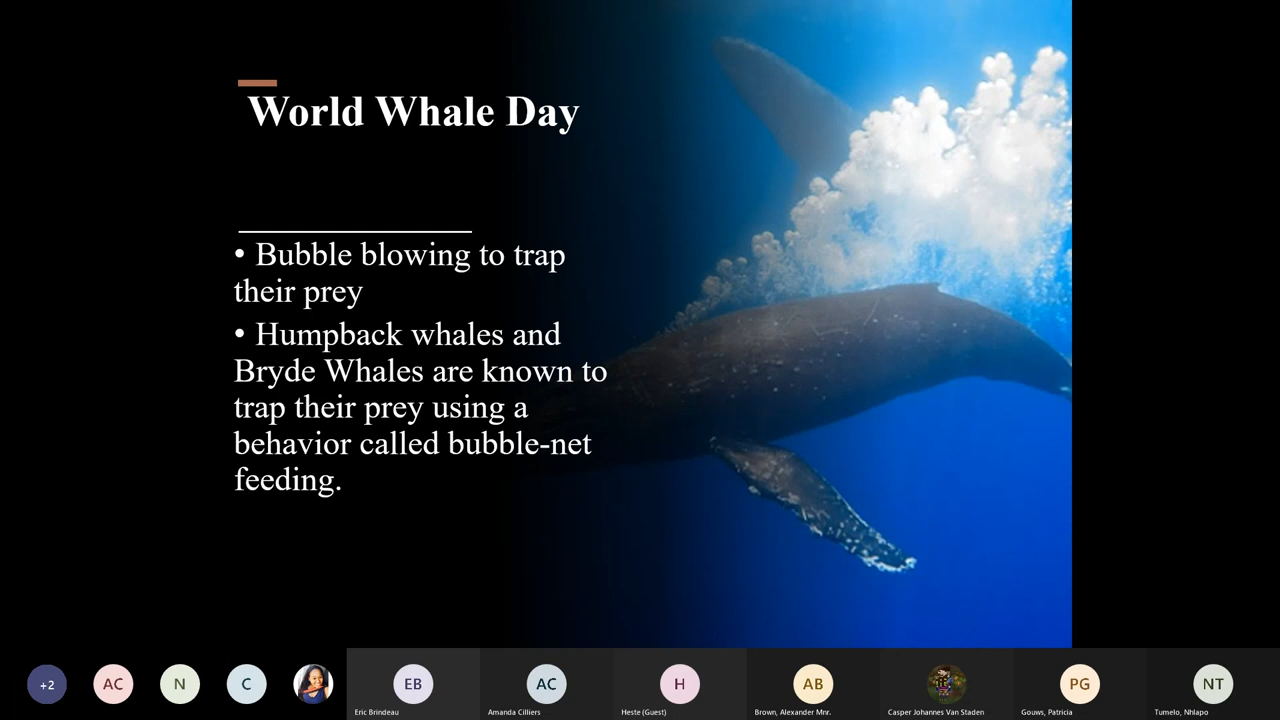 World Whale Day
• Bubble blowing to trap
their prey
• Humpback whales and
Bryde Whales are known to
trap their prey using a
behavior called bubble-net
feeding.
+2
AC
N
C
EB
AC
H
AB
PG
NT
Eric Brindeau
Amanda Cilliers
Heste (Guest)
Brown, Alexander Mnr.
Casper Johannes Van Staden
Gouws, Patricia
Tumelo, Nhlapo